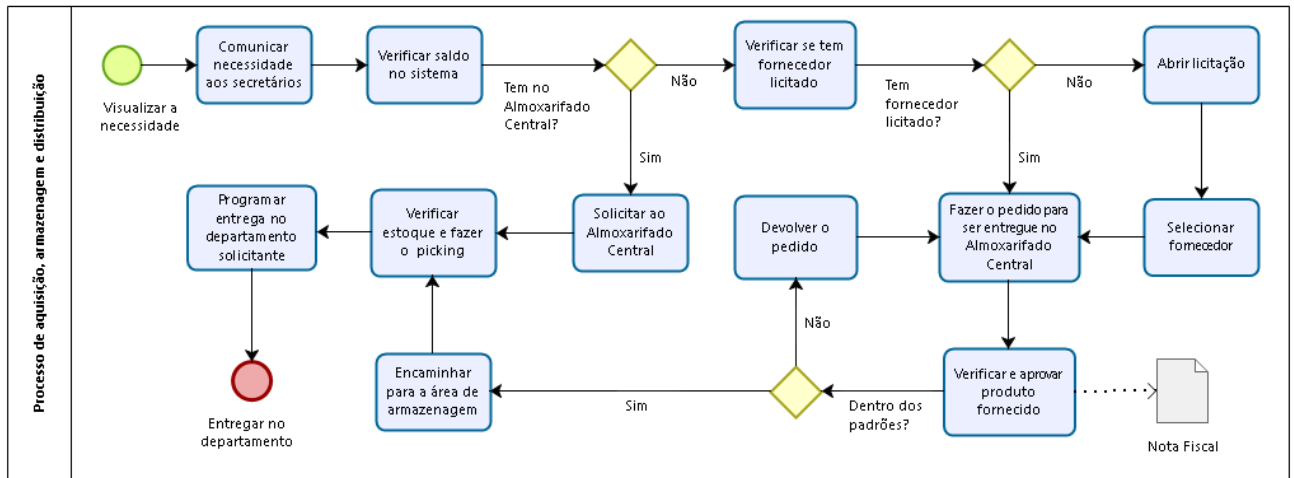 Processo de aquisição, armazenagem e distribuição
Visualizar a
necessidade
Comunicar
necessidade
aos secretários
Verificar saldo
no sistema
Tem no
Almoxarifado
Central?
Não
Sim
Verificar se tem
fornecedor
licitado
Tem
fornecedor
licitado?
Não
Sim
Abrir licitação
Programar
entrega no
departamento
solicitante
Verificar
estoque e fazer
o picking
Solicitar ao
Almoxarifado
Central
Devolver o
pedido
Fazer o pedido para
ser entregue no
Almoxarifado
Central
Selecionar
fornecedor
Não
Entregar no
departamento
Encaminhar
para a área de
armazenagem
Sim
Dentro dos
padrões?
Verificar e aprovar
produto
fornecido
Nota Fiscal